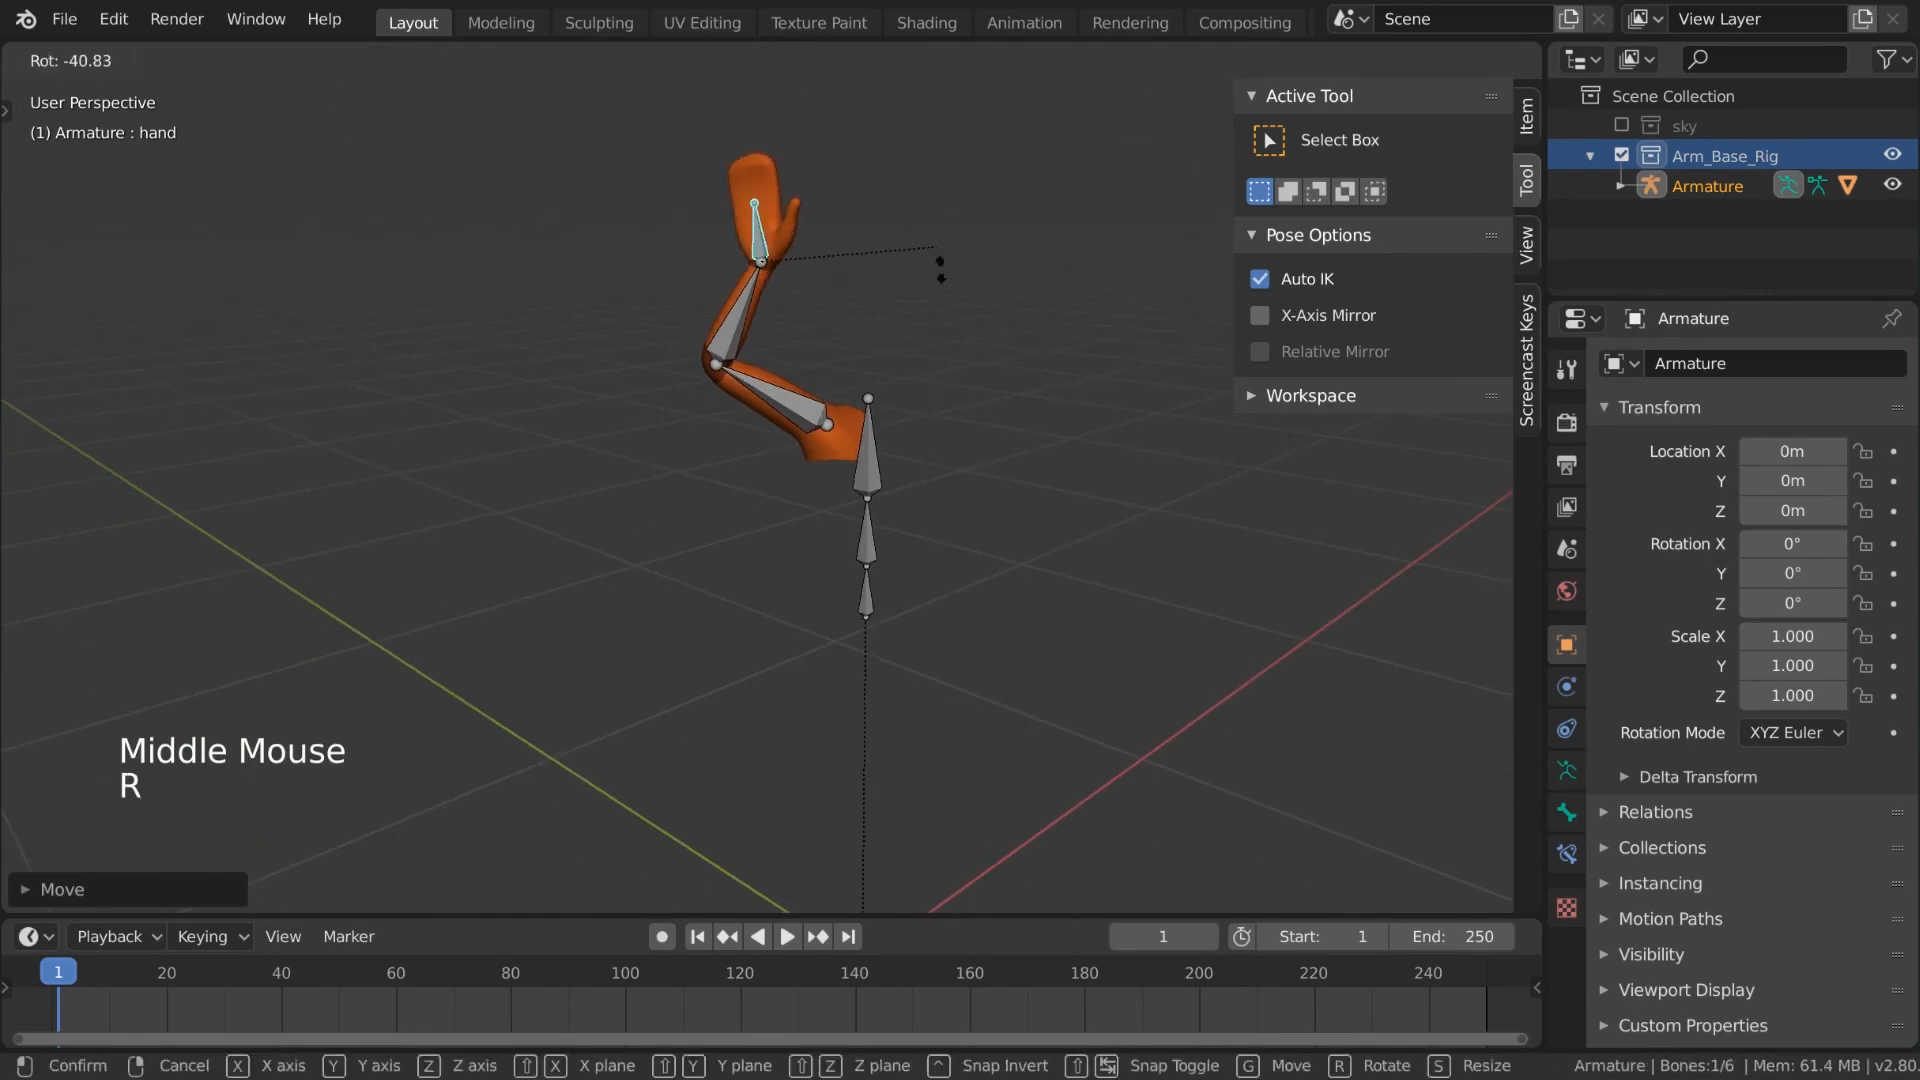 File Edit Render Window Help Layout Modeling Sculpting UV Editing Texture Paint Shading Animation Rendering Compositing Scene View Layer
Rot: -40.83
User Perspective
(1) Armature : hand
Active Tool
Select Box
Pose Options
Auto IK
X-Axis Mirror
Relative Mirror
Workspace
Item
Tool
View
Screencast Keys
Scene Collection
sky
Arm_Base_Rig
Armature
Armature
Armature
Transform
Location X 0m
Y 0m
Z 0m
Rotation X 0°
Y 0°
Z 0°
Scale X 1.000
Y 1.000
Z 1.000
Rotation Mode XYZ Euler
Delta Transform
Relations
Collections
Instancing
Motion Paths
Visibility
Viewport Display
Custom Properties
Middle Mouse
R
Move
Playback Keying View Marker 1 Start: 1 End: 250
1 20 40 60 80 100 120 140 160 180 200 220 240
Confirm Cancel X X axis Y Y axis Z Z axis X X plane Y Y plane Z Z plane Snap Invert Snap Toggle G Move R Rotate S Resize Armature | Bones:1/6 | Mem: 61.4 MB | v2.80.